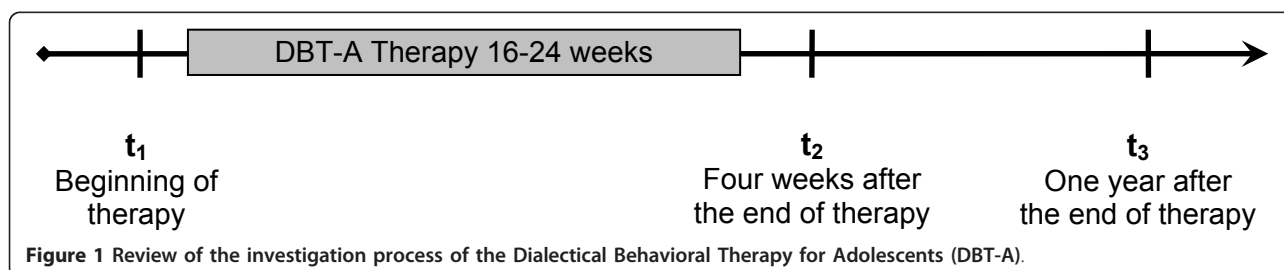 DBT-A Therapy 16-24 weeks
t1
Beginning of
therapy
t2
Four weeks after
the end of therapy
t3
One year after
the end of therapy
Figure 1 Review of the investigation process of the Dialectical Behavioral Therapy for Adolescents (DBT-A).